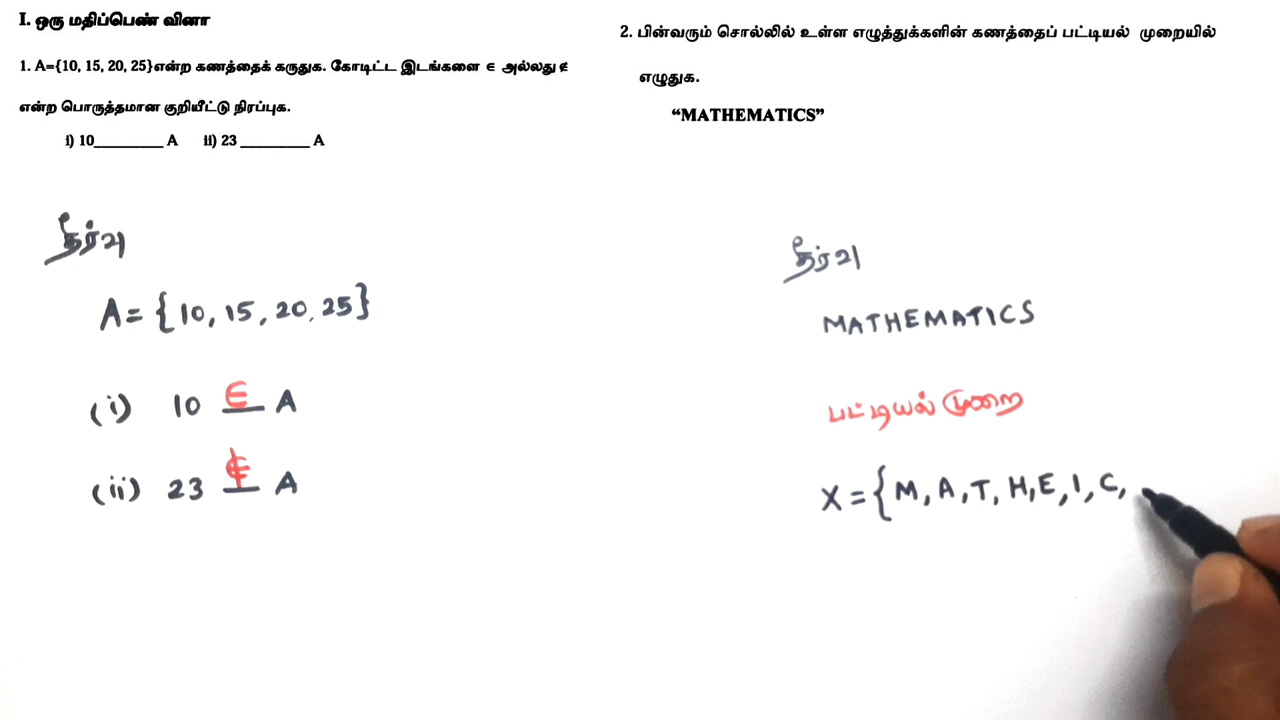 I. ஒரு மதிப்பெண் வினா
1. A={10, 15, 20, 25}என்ற கணத்தைக் கருதுக. கோடிட்ட இடங்களை ∈ அல்லது ∉
என்ற பொருத்தமான குறியீட்டு நிரப்புக.
i) 10_________ A ii) 23 _________ A
தீர்வு
A = {10, 15, 20, 25}
(i) 10 ∈ A
(ii) 23 ∉ A
2. பின்வரும் சொல்லில் உள்ள எழுத்துக்களின் கணத்தைப் பட்டியல் முறையில்
எழுதுக.
“MATHEMATICS”
தீர்வு
MATHEMATICS
பட்டியல் முறை
X = {M, A, T, H, E, I, C,